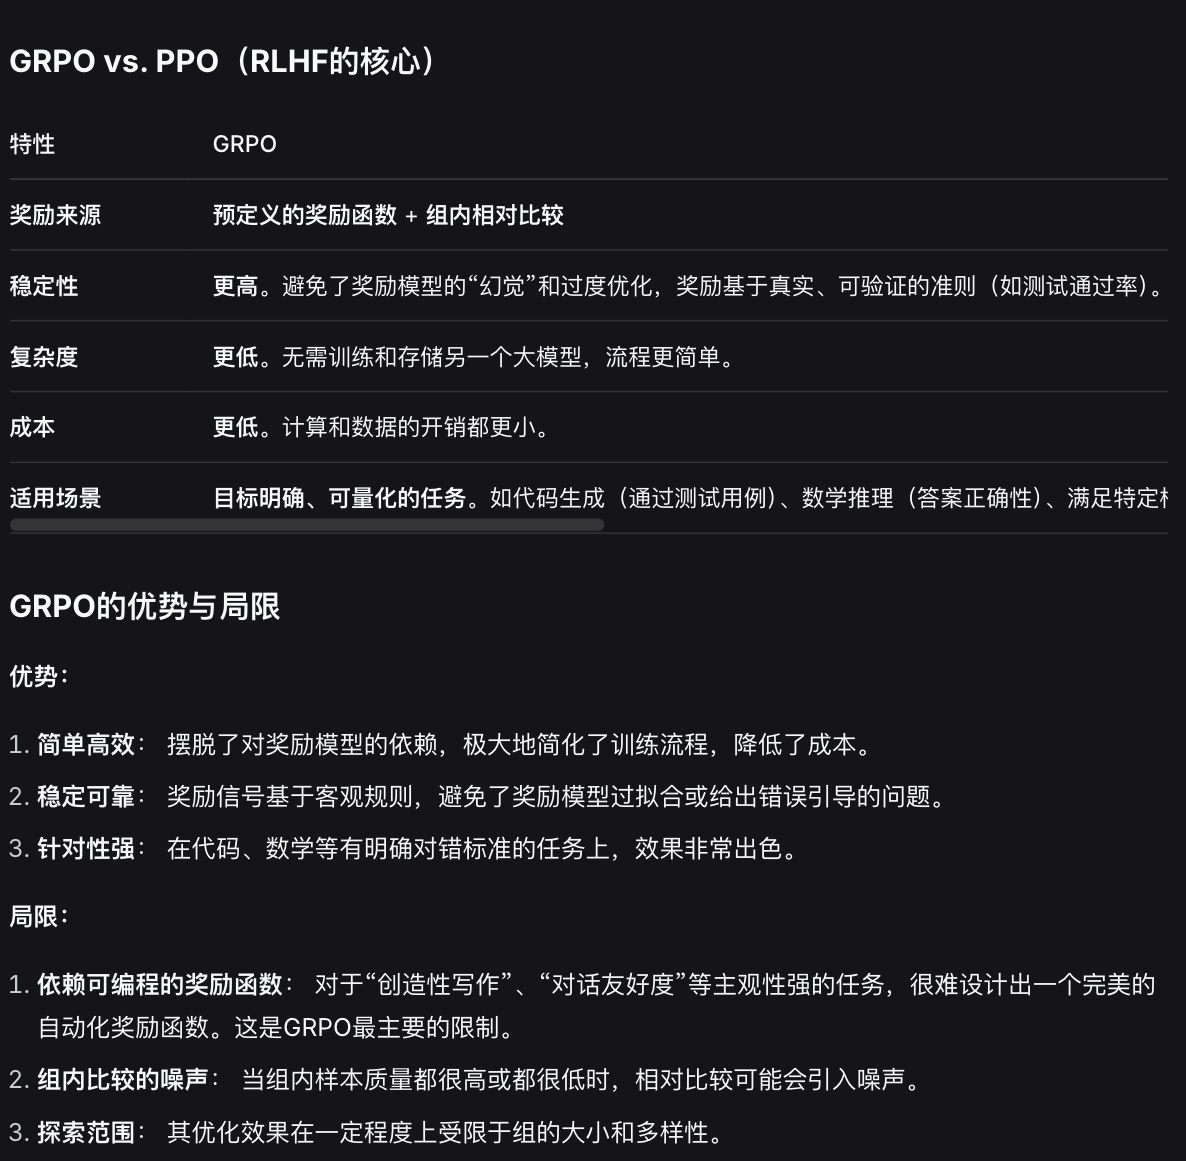 GRPO vs. PPO（RLHF的核心）
特性 GRPO
奖励来源 预定义的奖励函数 + 组内相对比较
稳定性 更高。避免了奖励模型的“幻觉”和过度优化，奖励基于真实、可验证的准则（如测试通过率）。
复杂度 更低。无需训练和存储另一个大模型，流程更简单。
成本 更低。计算和数据的开销都更小。
适用场景 目标明确、可量化的任务。如代码生成（通过测试用例）、数学推理（答案正确性）、满足特定
GRPO的优势与局限
优势：
1. 简单高效： 摆脱了对奖励模型的依赖，极大地简化了训练流程，降低了成本。
2. 稳定可靠： 奖励信号基于客观规则，避免了奖励模型过拟合或给出错误引导的问题。
3. 针对性强： 在代码、数学等有明确对错标准的任务上，效果非常出色。
局限：
1. 依赖可编程的奖励函数： 对于“创造性写作”、“对话友好度”等主观性强的任务，很难设计出一个完美的
自动化奖励函数。这是GRPO最主要的限制。
2. 组内比较的噪声： 当组内样本质量都很高或都很低时，相对比较可能会引入噪声。
3. 探索范围： 其优化效果在一定程度上受限于组的大小和多样性。